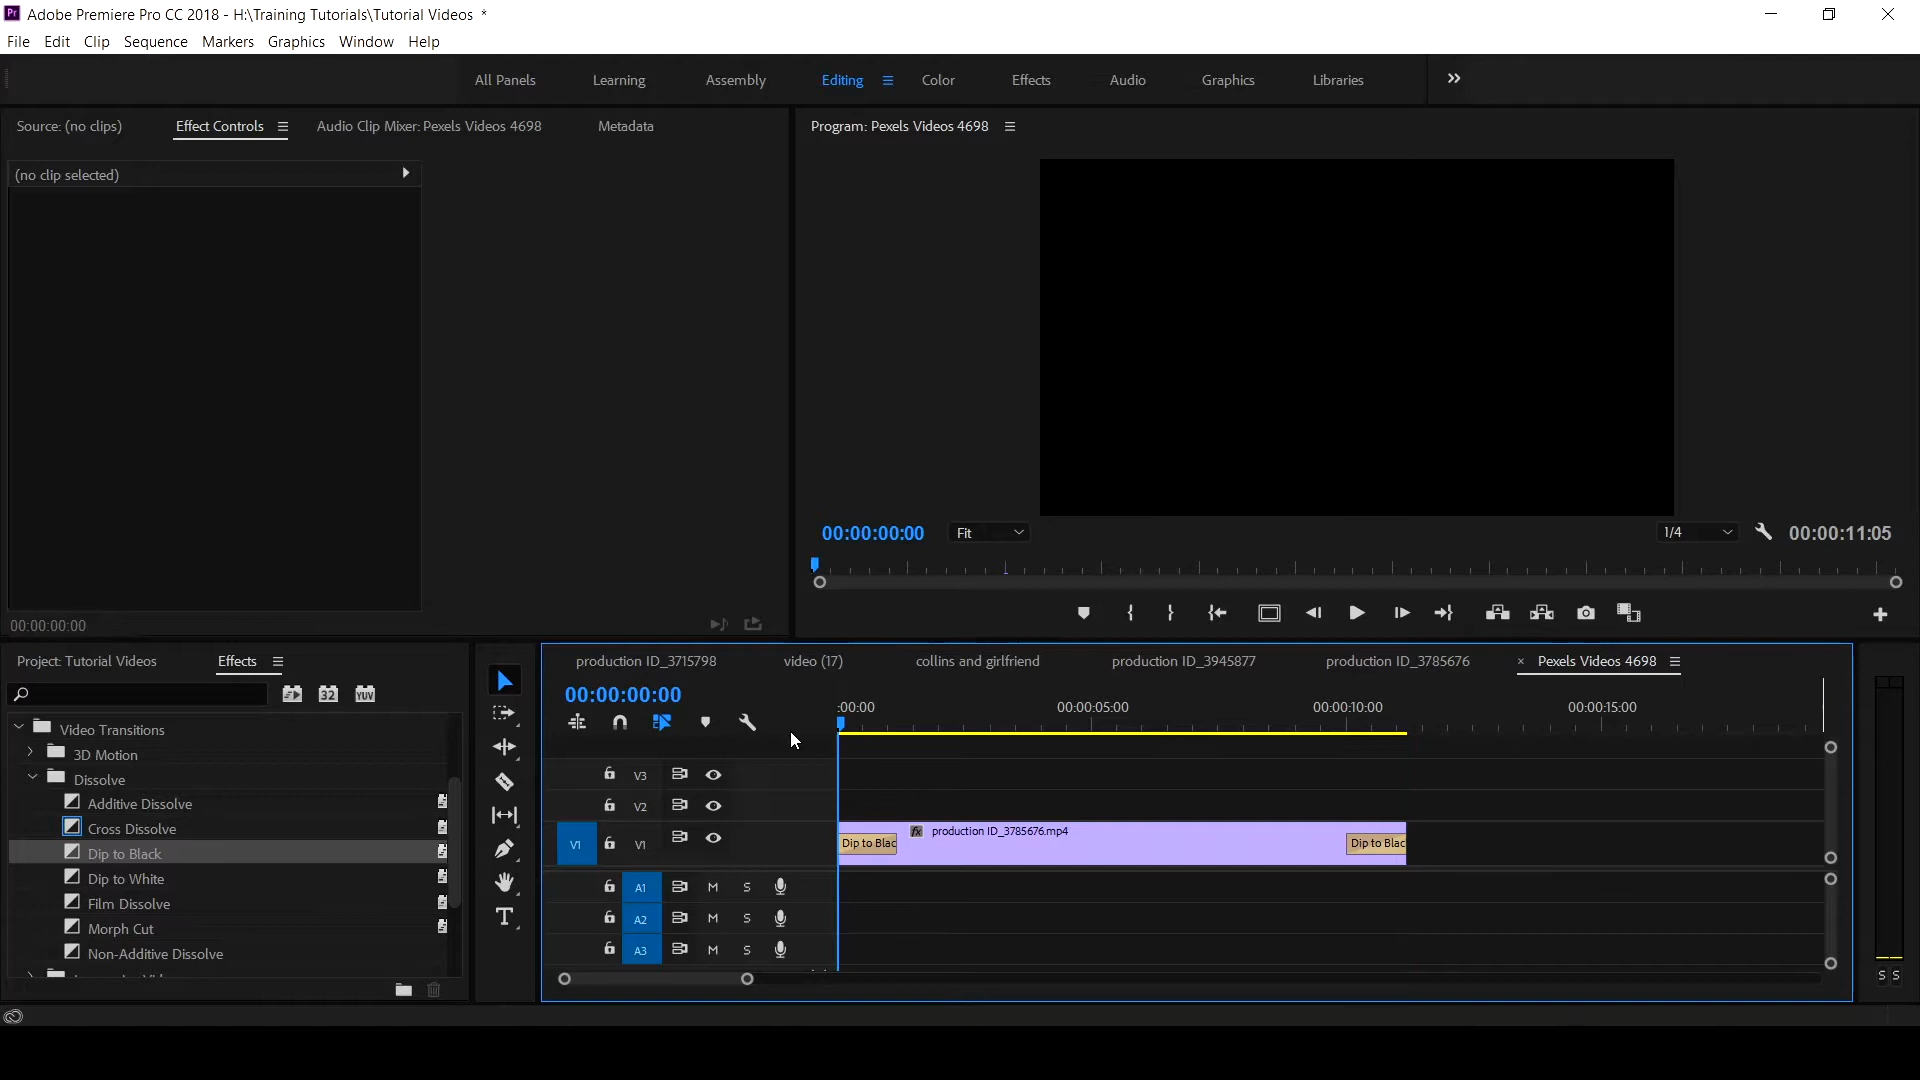 Pr Adobe Premiere Pro CC 2018 - H:\Training Tutorials\Tutorial Videos *
File Edit Clip Sequence Markers Graphics Window Help
All Panels Learning Assembly Editing Color Effects Audio Graphics Libraries
Source: (no clips) Effect Controls Audio Clip Mixer: Pexels Videos 4698 Metadata
Program: Pexels Videos 4698
(no clip selected)
00:00:00:00 Fit 1/4 00:00:11:05
00:00:00:00
Project: Tutorial Videos Effects
production ID_3715798 video (17) collins and girlfriend production ID_3945877 production ID_3785676 × Pexels Videos 4698
32 YUV
00:00:00:00
:00:00 00:00:05:00 00:00:10:00 00:00:15:00
Video Transitions
3D Motion
Dissolve
Additive Dissolve
Cross Dissolve
Dip to Black
Dip to White
Film Dissolve
Morph Cut
Non-Additive Dissolve
V3
V2
V1 V1
Dip to Blac fx production ID_3785676.mp4 Dip to Blac
A1 M S
A2 M S
A3 M S
S S